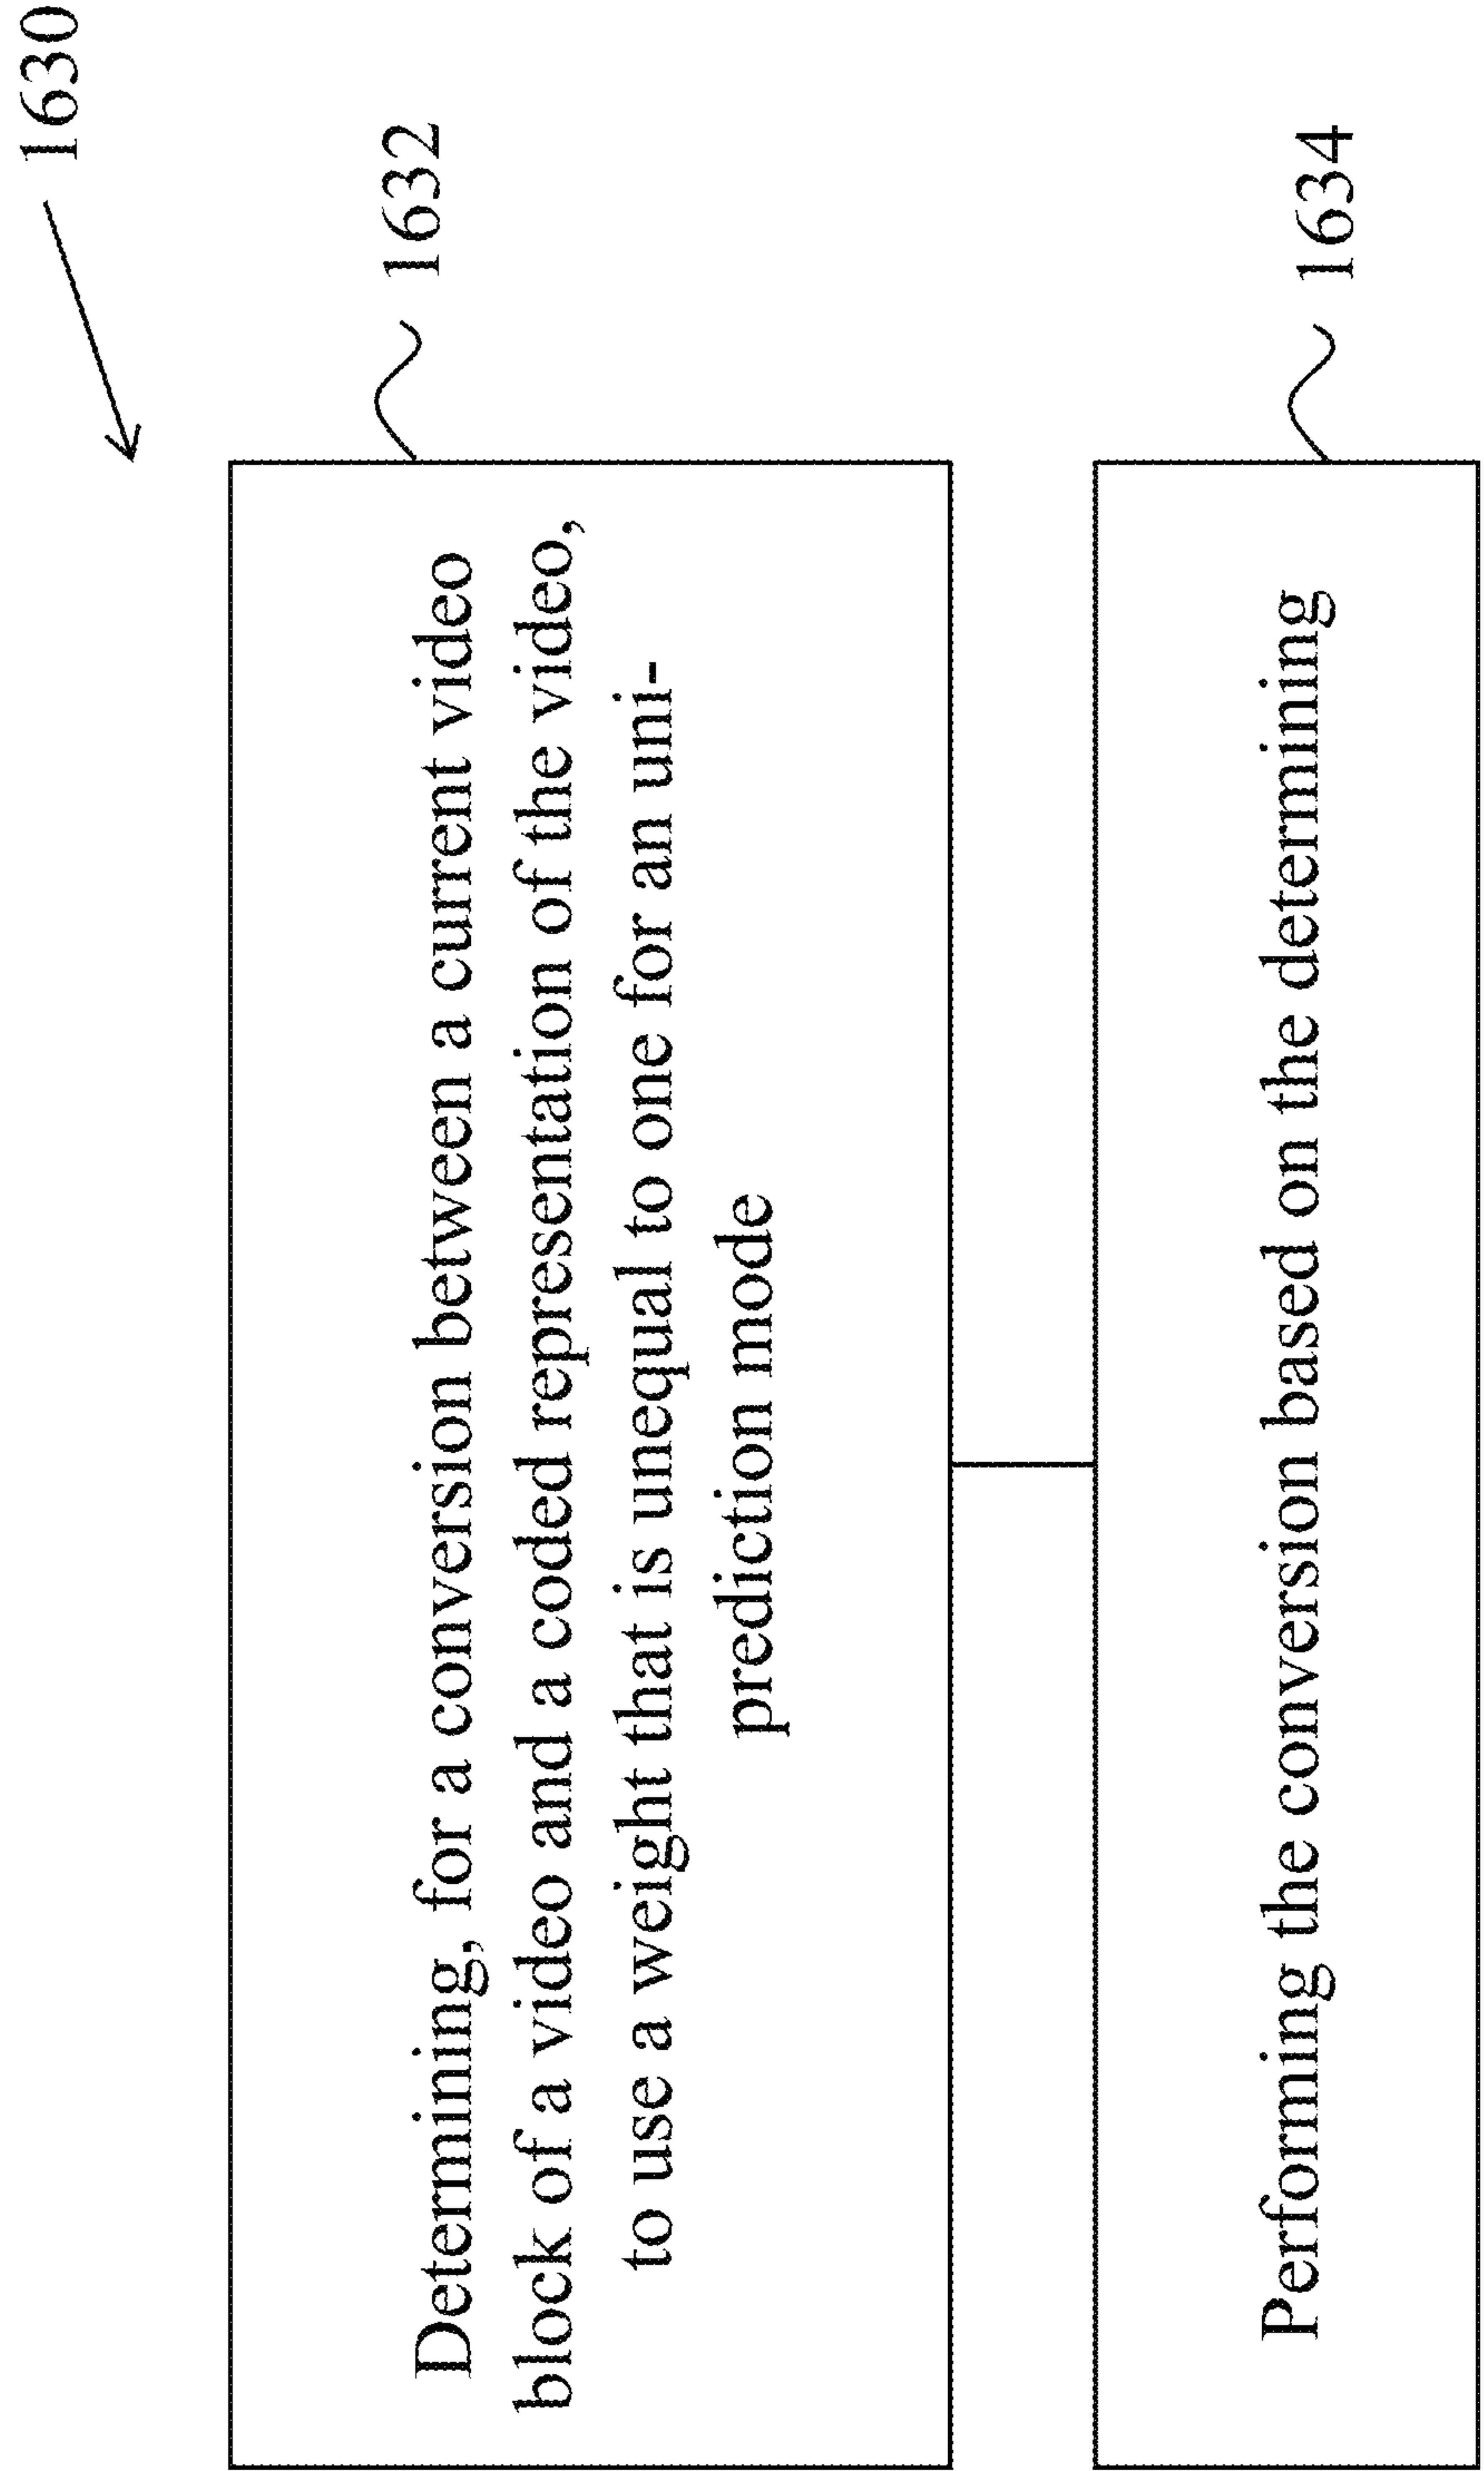 1630
Determining, for a conversion between a current video
block of a video and a coded representation of the video,
to use a weight that is unequal to one for an uni-
prediction mode
1632
Performing the conversion based on the determining
1634